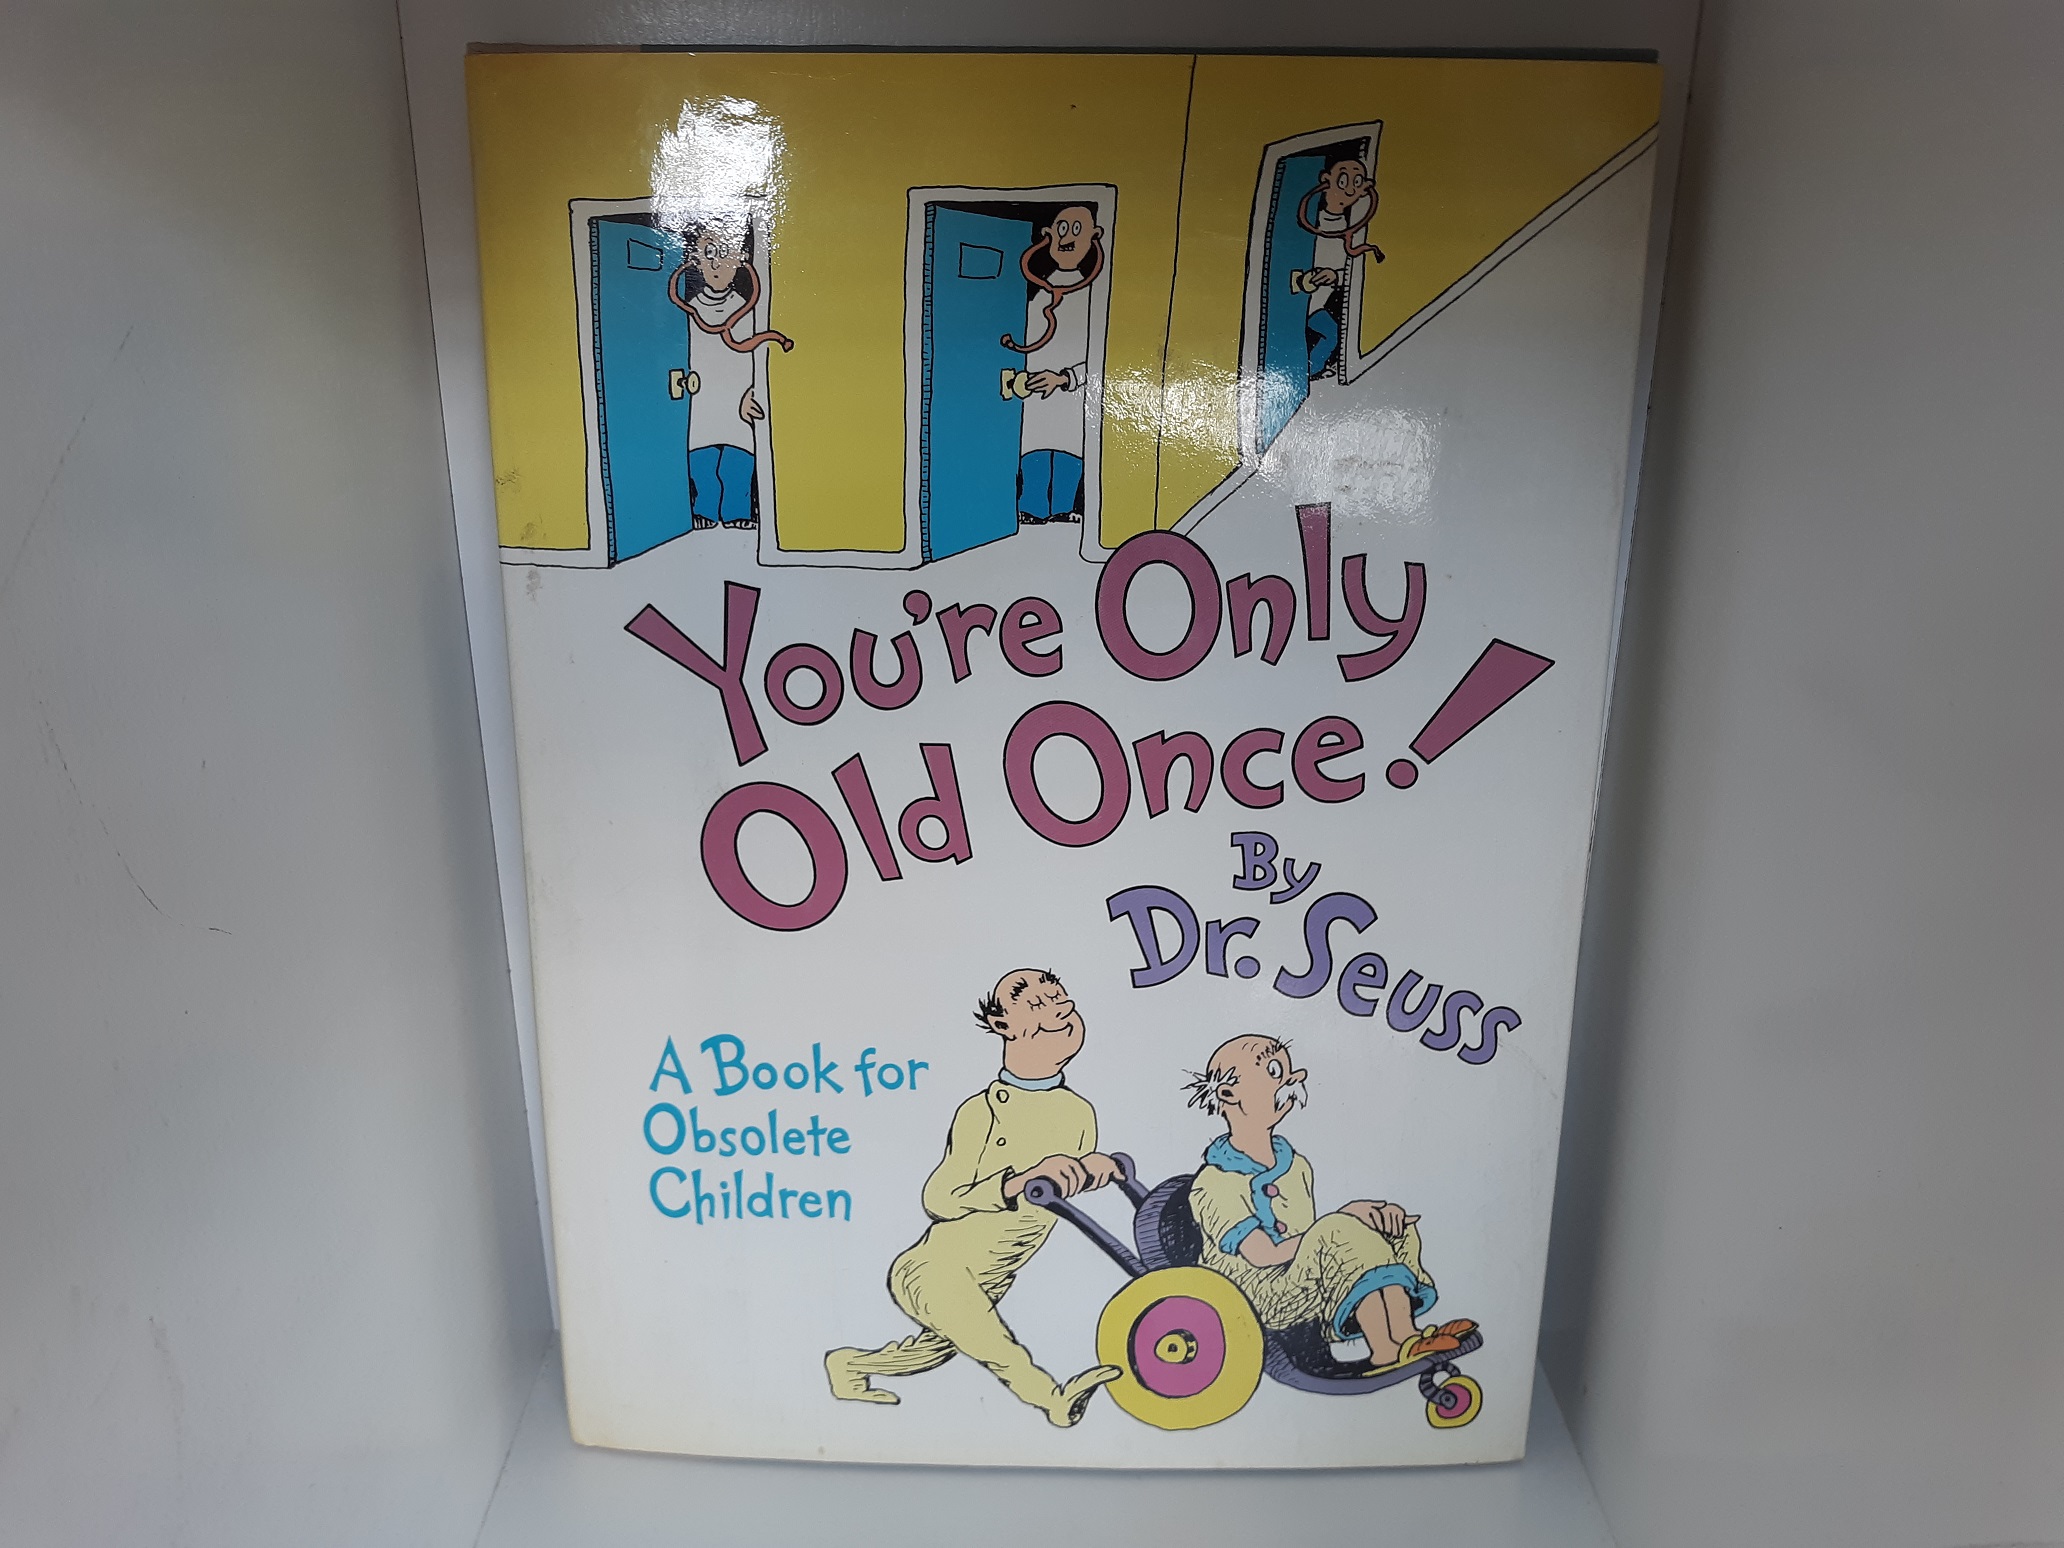 You're Only
Old Once!
By
Dr. Seuss
A Book for
Obsolete
Children